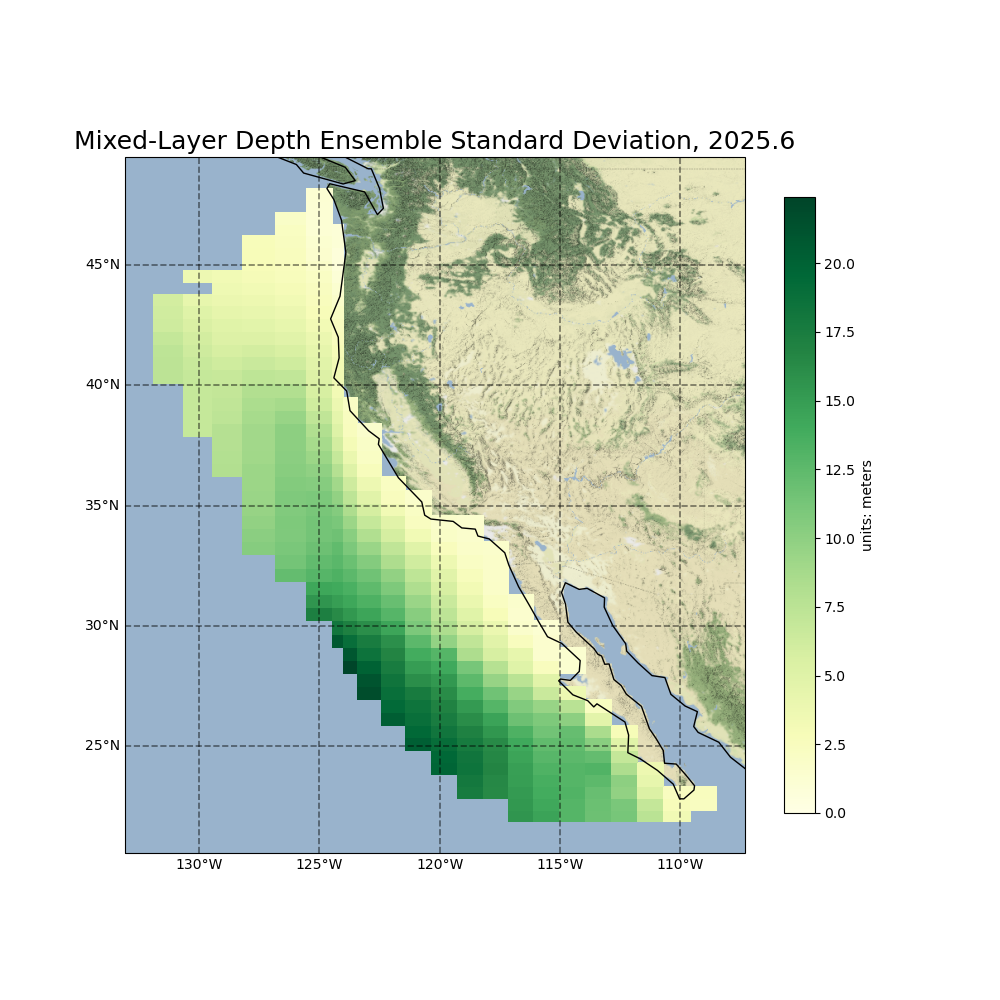 Mixed-Layer Depth Ensemble Standard Deviation, 2025.6
45°N
40°N
35°N
30°N
25°N
130°W 125°W 120°W 115°W 110°W
20.0
17.5
15.0
12.5
10.0
7.5
5.0
2.5
0.0
units: meters